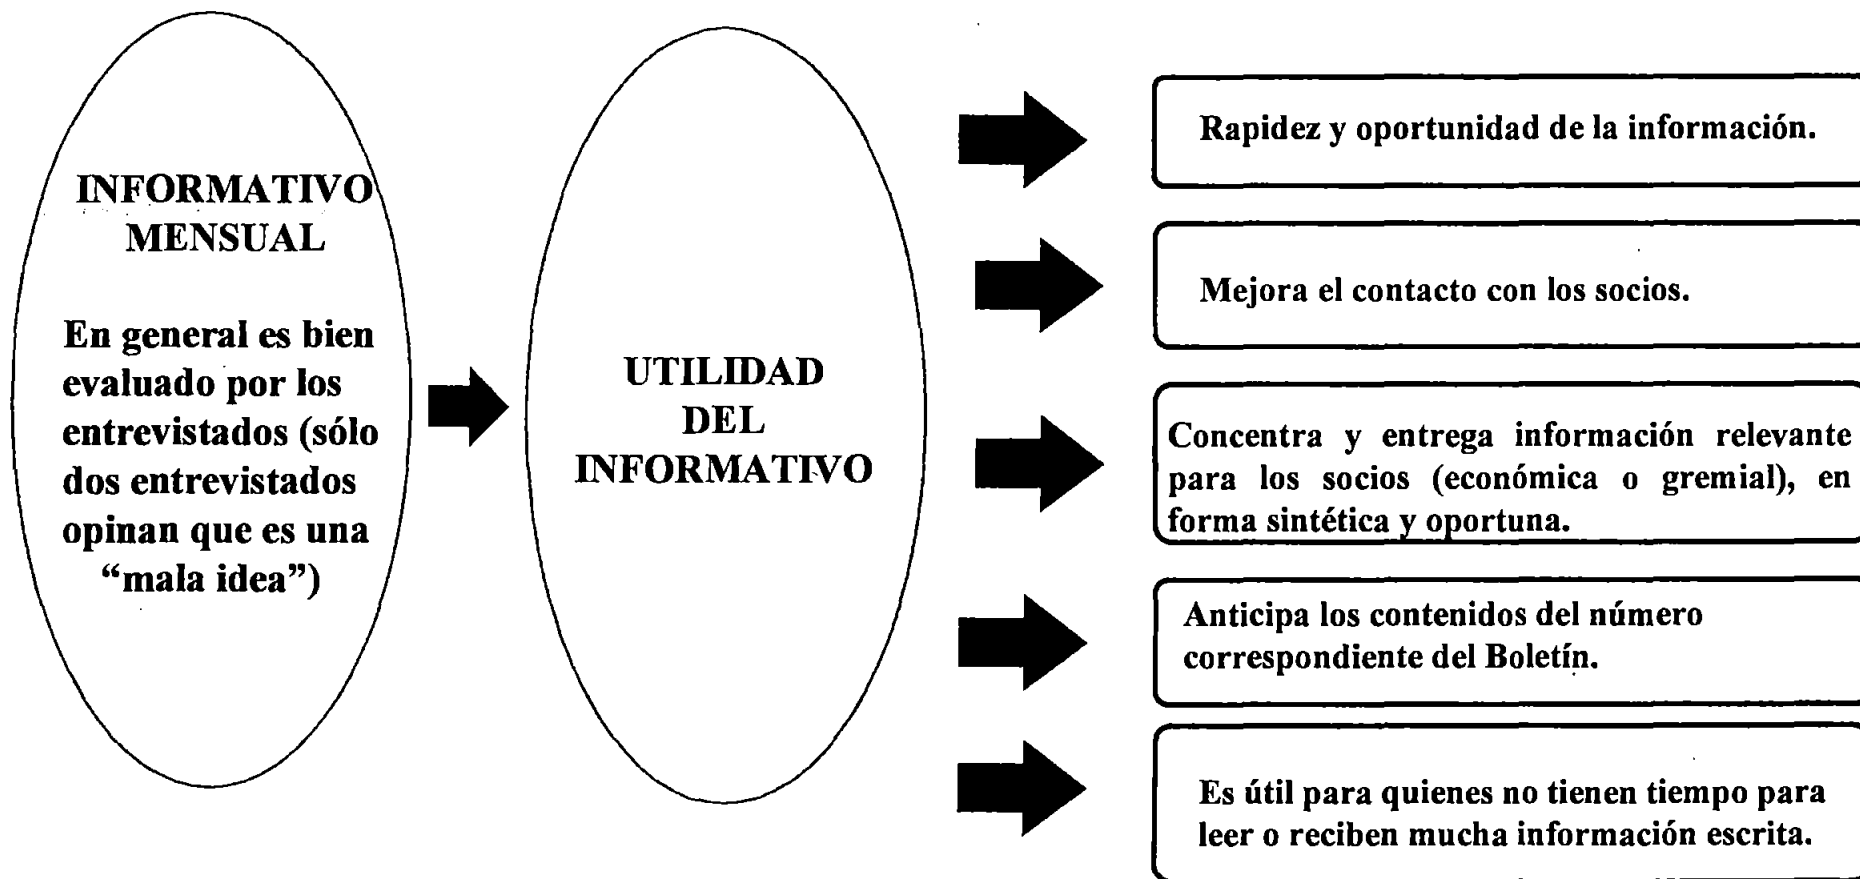 INFORMATIVO
MENSUAL
En general es bien
evaluado por los
entrevistados (sólo
dos entrevistados
opinan que es una
“mala idea”)
UTILIDAD
DEL
INFORMATIVO
Rapidez y oportunidad de la información.
Mejora el contacto con los socios.
Concentra y entrega información relevante
para los socios (económica o gremial), en
forma sintética y oportuna.
Anticipa los contenidos del número
correspondiente del Boletín.
Es útil para quienes no tienen tiempo para
leer o reciben mucha información escrita.